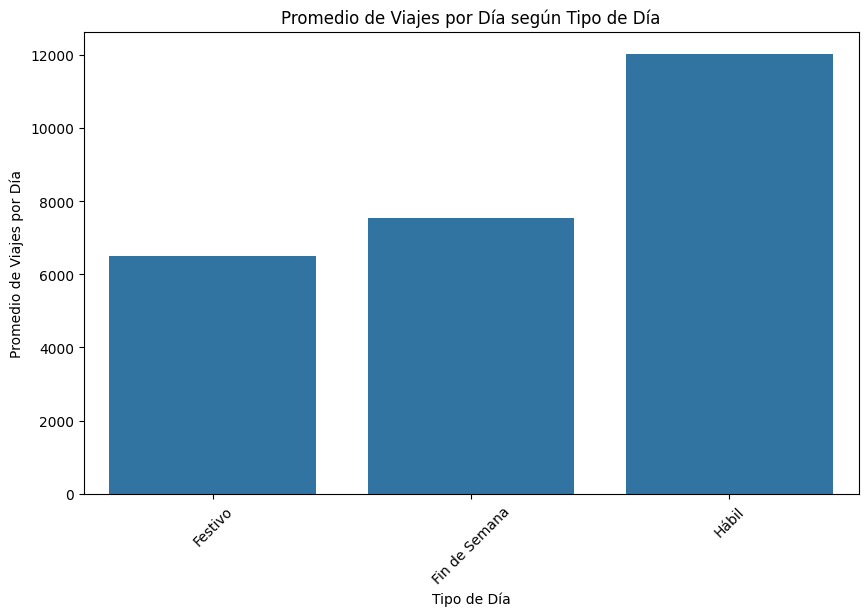 Promedio de Viajes por Día según Tipo de Día
Promedio de Viajes por Día
12000
10000
8000
6000
4000
2000
0
Festivo
Fin de Semana
Hábil
Tipo de Día